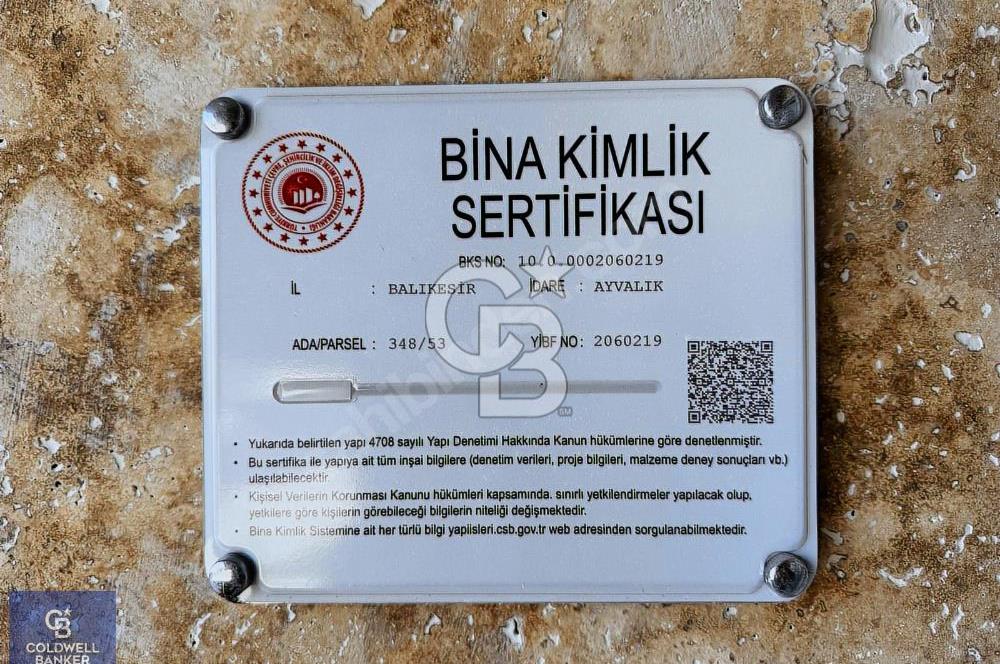 BİNA KİMLİK
SERTİFİKASI
BKS NO: 10.0.0002060219
İL : BALIKESİR İDARE : AYVALIK
ADA/PARSEL : 348/53 YİBF NO: 2060219
• Yukarıda belirtilen yapı 4708 sayılı Yapı Denetimi Hakkında Kanun hükümlerine göre denetlenmiştir.
• Bu sertifika ile yapıya ait tüm inşai bilgilere (denetim verileri, proje bilgileri, malzeme deney sonuçları vb.)
ulaşılabilecektir.
• Kişisel Verilerin Korunması Kanunu hükümleri kapsamında. sınırlı yetkilendirmeler yapılacak olup,
yetkilere göre kişilerin görebileceği bilgilerin niteliği değişmektedir.
• Bina Kimlik Sistemine ait her türlü bilgi yapiisleri.csb.gov.tr web adresinden sorgulanabilmektedir.
CB
SM
CB
COLDWELL
BANKER